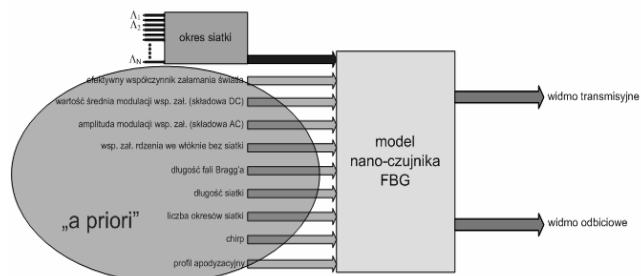 Λ1
Λ2
ΛN
okres siatki
efektywny współczynnik załamania światła
wartość średnia modulacji wsp. zał. (składowa DC)
amplituda modulacji wsp. zał. (składowa AC)
wsp. zał. rdzenia we włóknie bez siatki
długość fali Bragg'a
długość siatki
liczba okresów siatki
chirp
profil apodyzacyjny
„a priori”
model
nano-czujnika
FBG
widmo transmisyjne
widmo odbiciowe